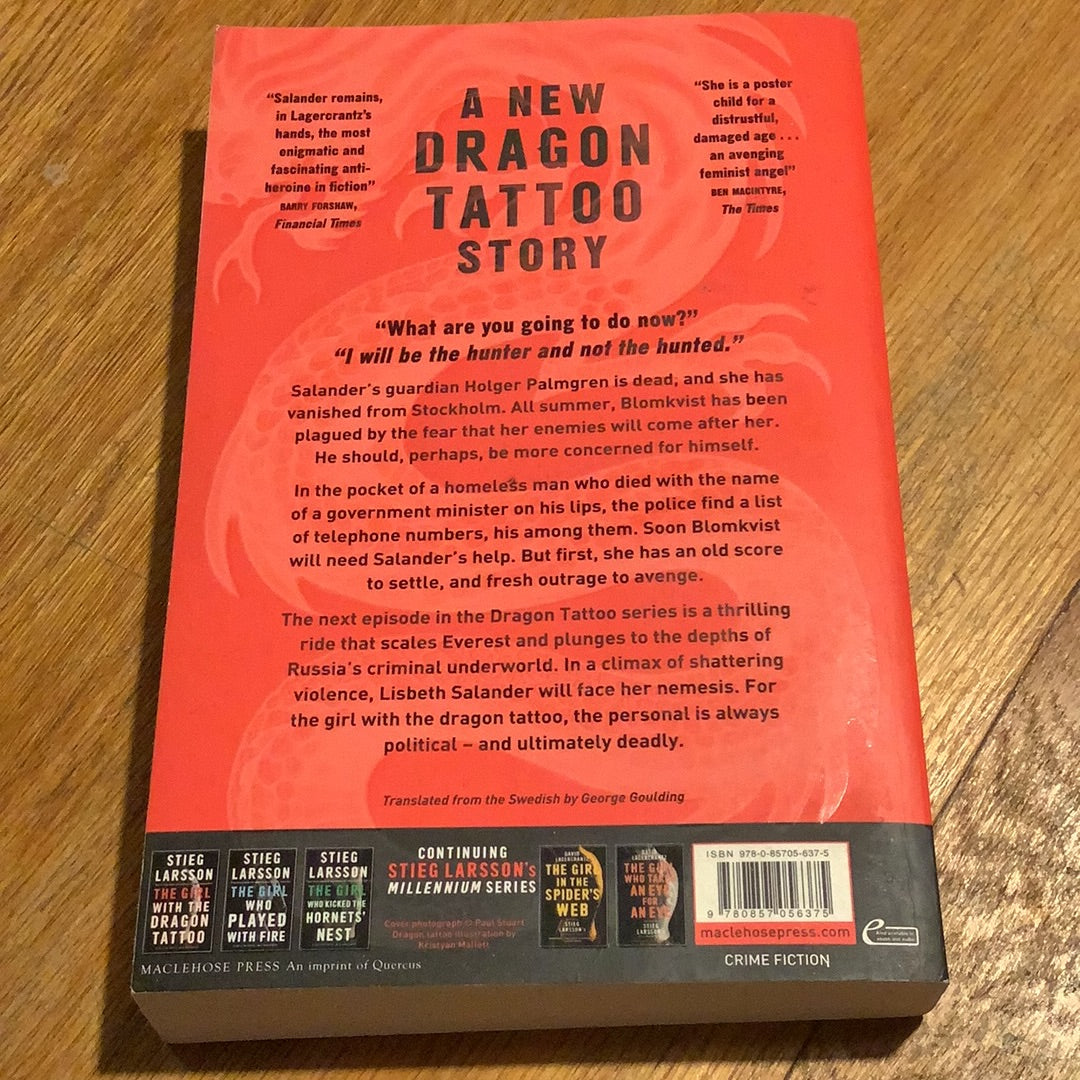 "Salander remains,
in Lagercrantz's
hands, the most
enigmatic and
fascinating anti-
heroine in fiction"
BARRY FORSHAW,
Financial Times
A NEW
DRAGON
TATTOO
STORY
"She is a poster
child for a
distrustful,
damaged age . . .
an avenging
feminist angel"
BEN MACINTYRE,
The Times
"What are you going to do now?"
"I will be the hunter and not the hunted."
Salander's guardian Holger Palmgren is dead, and she has
vanished from Stockholm. All summer, Blomkvist has been
plagued by the fear that her enemies will come after her.
He should, perhaps, be more concerned for himself.
In the pocket of a homeless man who died with the name
of a government minister on his lips, the police find a list
of telephone numbers, his among them. Soon Blomkvist
will need Salander's help. But first, she has an old score
to settle, and fresh outrage to avenge.
The next episode in the Dragon Tattoo series is a thrilling
ride that scales Everest and plunges to the depths of
Russia's criminal underworld. In a climax of shattering
violence, Lisbeth Salander will face her nemesis. For
the girl with the dragon tattoo, the personal is always
political – and ultimately deadly.
Translated from the Swedish by George Goulding
STIEG
LARSSON
THE GIRL
WITH THE
DRAGON
TATTOO
STIEG
LARSSON
THE GIRL
WHO
PLAYED
WITH FIRE
STIEG
LARSSON
THE GIRL
WHO KICKED THE
HORNETS'
NEST
CONTINUING
STIEG LARSSON's
MILLENNIUM SERIES
Cover photograph © Paul Stuart
Dragon tattoo illustration by
Kristyan Mallett
DAVID
LAGERCRANTZ
THE GIRL
IN THE
SPIDER'S
WEB
STIEG
LARSSON'S
DAVID
LAGERCRANTZ
THE GIRL
WHO TAKES
AN EYE
FOR
AN EYE
STIEG
LARSSON
ISBN 978-0-85705-637-5
9 780857 056375
maclehosepress.com
CRIME FICTION
MACLEHOSE PRESS An imprint of Quercus